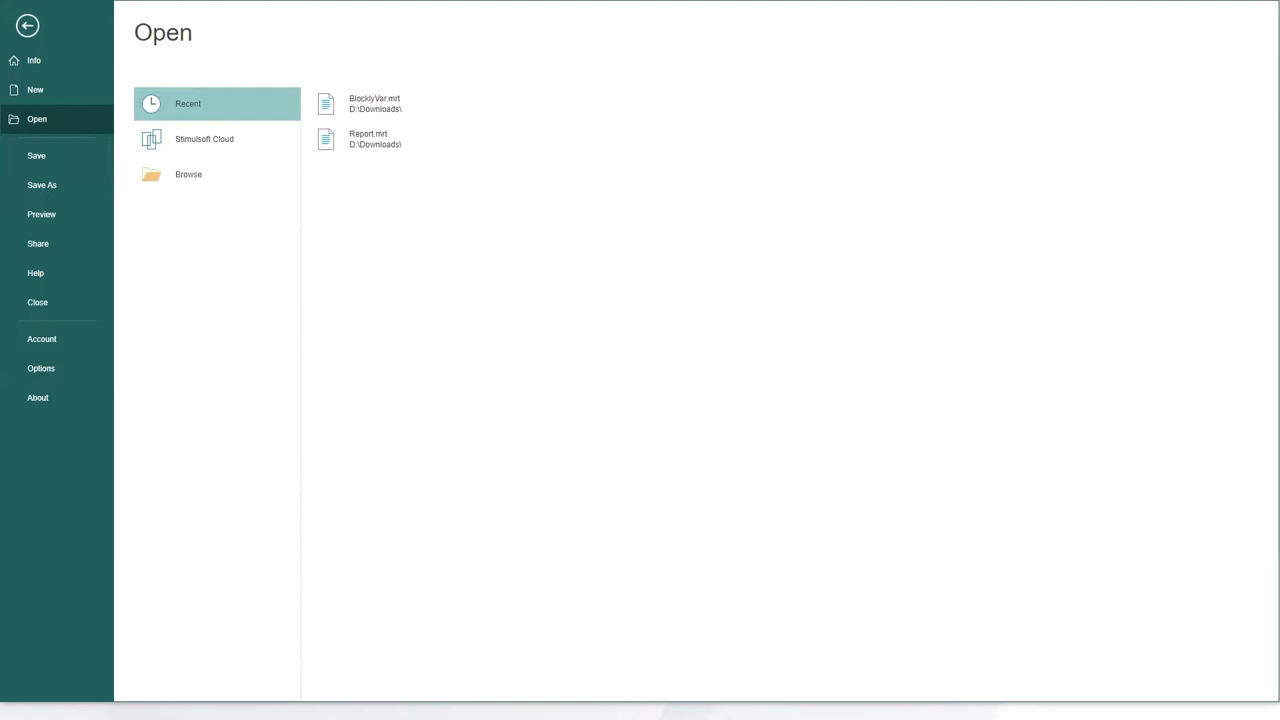 Open
Info
New
Open
Save
Save As
Preview
Share
Help
Close
Account
Options
About
Recent
Stimulsoft Cloud
Browse
BlocklyVar.mrt
D:\Downloads\
Report.mrt
D:\Downloads\